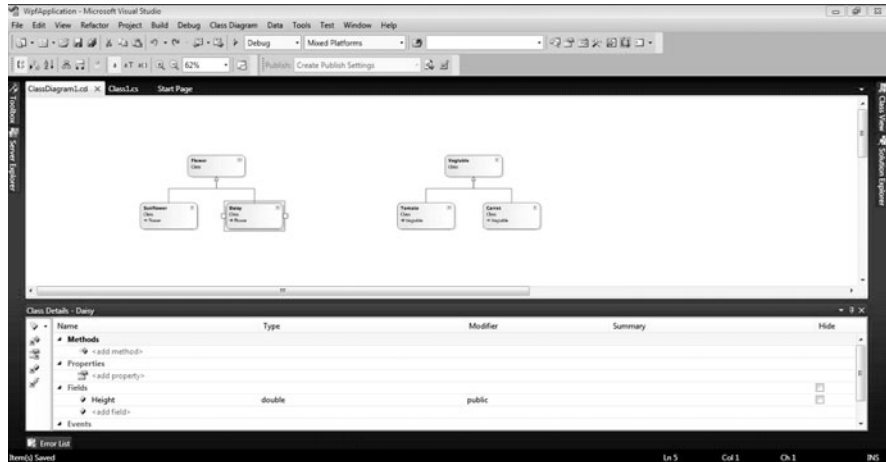 WpfApplication - Microsoft Visual Studio
File Edit View Refactor Project Build Debug Class Diagram Data Tools Test Window Help
Debug Mixed Platforms
62% Publish: Create Publish Settings
ClassDiagram1.cd X Class1.cs Start Page
Toolbox
Server Explorer
Class View
Solution Explorer
Flower
Class
Vegtable
Class
Sunflower
Class
Flower
Daisy
Class
Flower
Tomato
Class
Vegtable
Carrot
Class
Vegtable
Class Details - Daisy
Name Type Modifier Summary Hide
Methods
<add method>
Properties
<add property>
Fields
Height double public
<add field>
Events
Error List
Item(s) Saved Ln 5 Col 1 Ch 1 INS